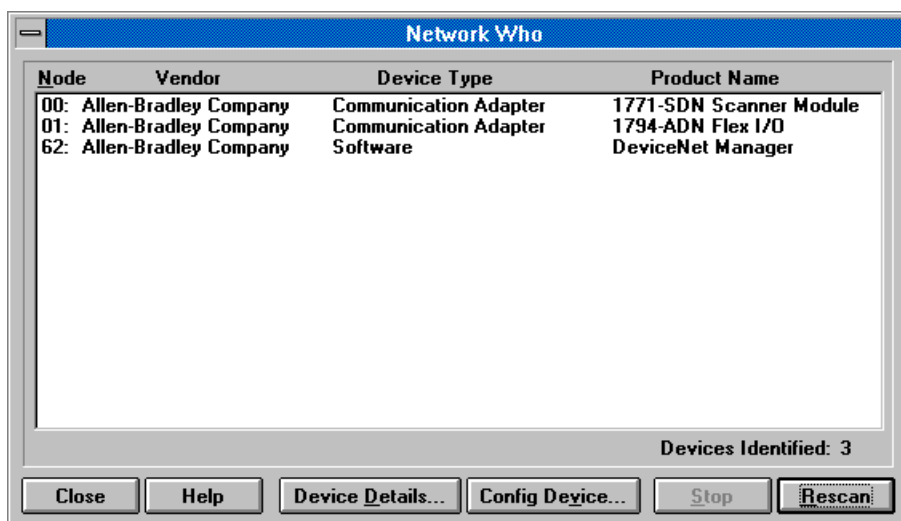 Network Who
Node Vendor Device Type Product Name
00: Allen-Bradley Company Communication Adapter 1771-SDN Scanner Module
01: Allen-Bradley Company Communication Adapter 1794-ADN Flex I/O
62: Allen-Bradley Company Software DeviceNet Manager
Devices Identified: 3
Close Help Device Details... Config Device... Stop Rescan